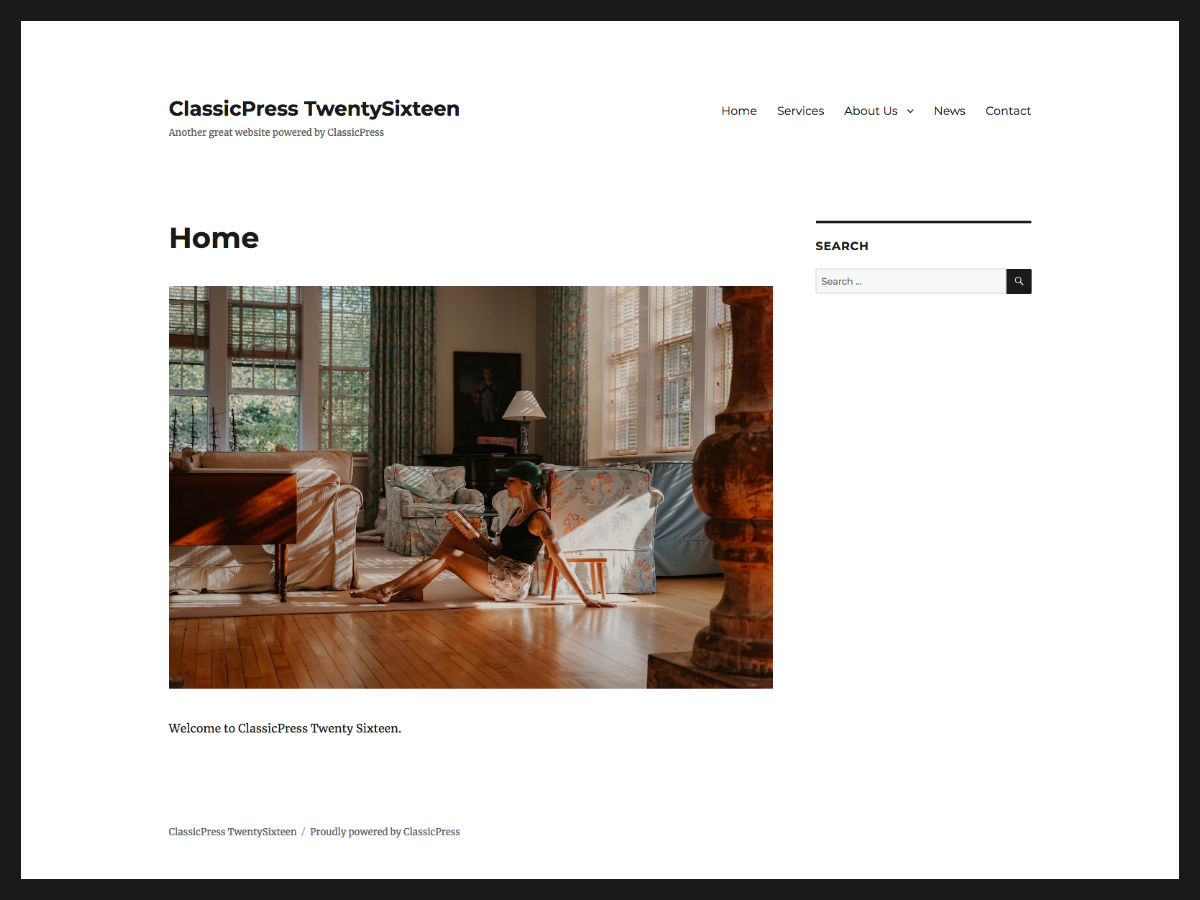 ClassicPress TwentySixteen
Another great website powered by ClassicPress
Home Services About Us News Contact
Home
SEARCH
Search ...
Welcome to ClassicPress Twenty Sixteen.
ClassicPress TwentySixteen / Proudly powered by ClassicPress